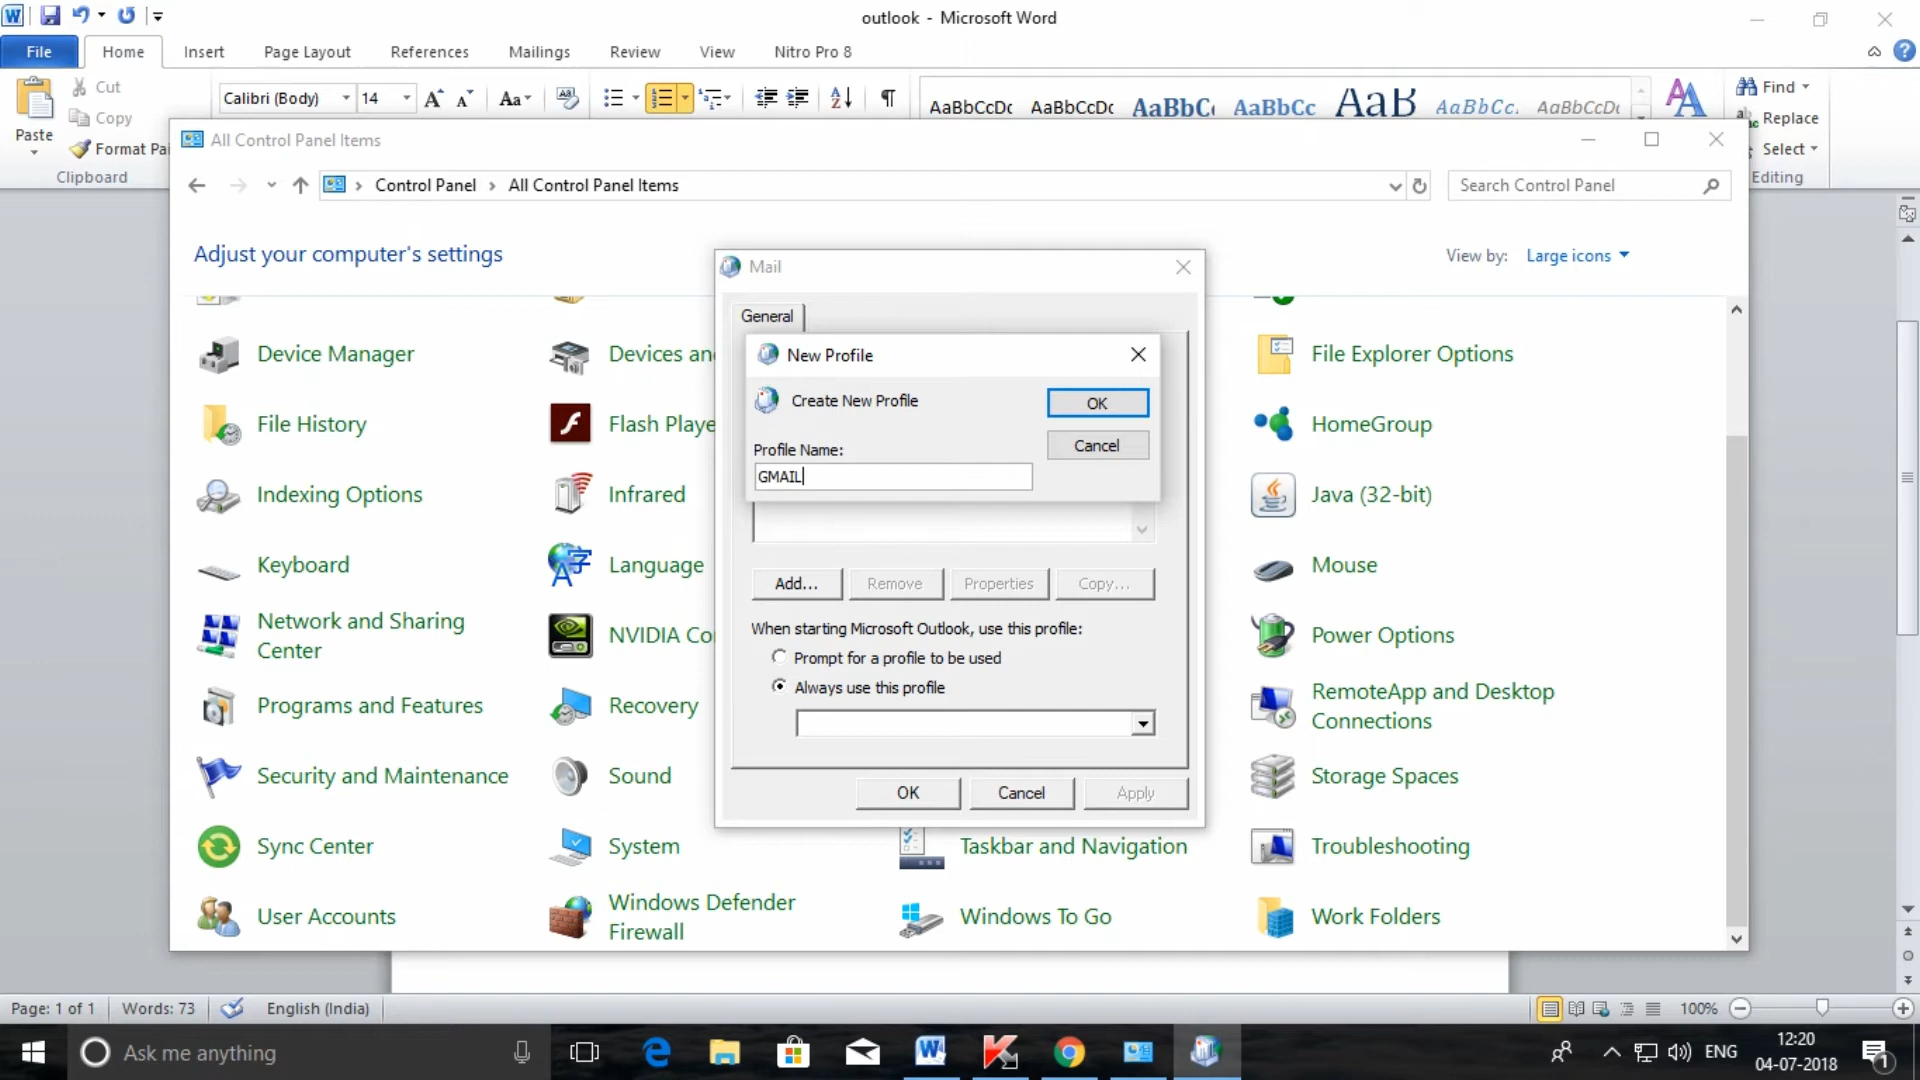 outlook - Microsoft Word
File Home Insert Page Layout References Mailings Review View Nitro Pro 8
Paste
Cut
Copy
Format Pai
Clipboard
Calibri (Body) 14
AaBbCcDc AaBbCcDc AaBbC AaBbCc AaB AaBbCc. AaBbCcDc
Find
Replace
Select
Editing
All Control Panel Items
Control Panel All Control Panel Items
Search Control Panel
Adjust your computer's settings
View by: Large icons
Device Manager
Devices an
File Explorer Options
File History
Flash Playe
HomeGroup
Indexing Options
Infrared
Java (32-bit)
Keyboard
Language
Mouse
Network and Sharing
Center
NVIDIA Co
Power Options
Programs and Features
Recovery
RemoteApp and Desktop
Connections
Security and Maintenance
Sound
Storage Spaces
Sync Center
System
Taskbar and Navigation
Troubleshooting
User Accounts
Windows Defender
Firewall
Windows To Go
Work Folders
Mail
General
New Profile
Create New Profile
OK
Cancel
Profile Name:
GMAIL
Add... Remove Properties Copy...
When starting Microsoft Outlook, use this profile:
Prompt for a profile to be used
Always use this profile
OK Cancel Apply
Page: 1 of 1 Words: 73 English (India) 100%
Ask me anything
ENG
12:20
04-07-2018
1